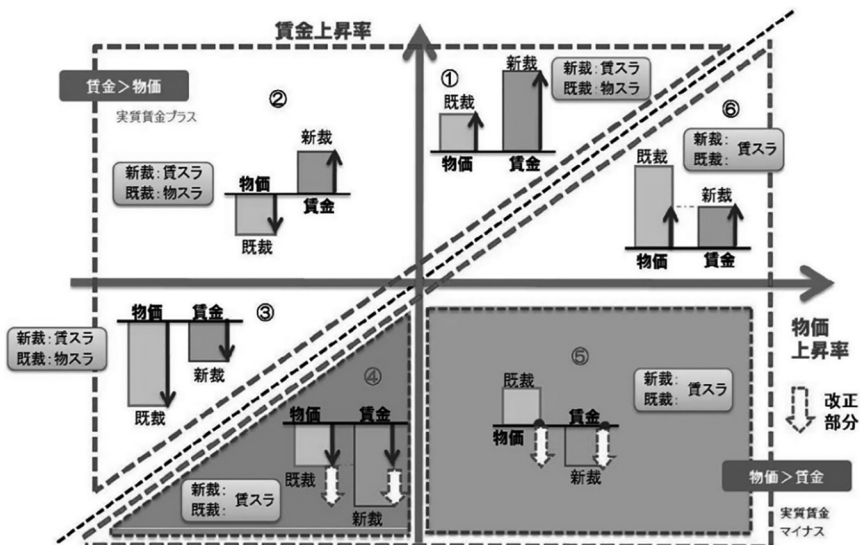 賃金上昇率
賃金＞物価
実質賃金プラス
②
新裁
新裁：賃スラ
既裁：物スラ
物価
賃金
既裁
①
新裁
既裁
物価
賃金
新裁：賃スラ
既裁：物スラ
⑥
新裁：
既裁：
賃スラ
既裁
新裁
物価
賃金
物価
上昇率
③
物価
賃金
新裁：賃スラ
既裁：物スラ
新裁
既裁
④
物価
賃金
既裁
新裁
新裁：
既裁：
賃スラ
⑤
既裁
賃金
物価
新裁
新裁：
既裁：
賃スラ
改正
部分
物価＞賃金
実質賃金
マイナス